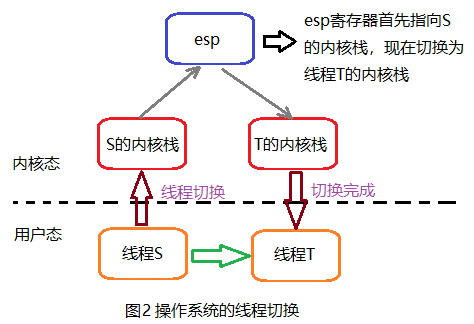 esp
esp寄存器首先指向S
的内核栈，现在切换为
线程T的内核栈
S的内核栈
T的内核栈
内核态
线程切换
切换完成
用户态
线程S
线程T
图2 操作系统的线程切换